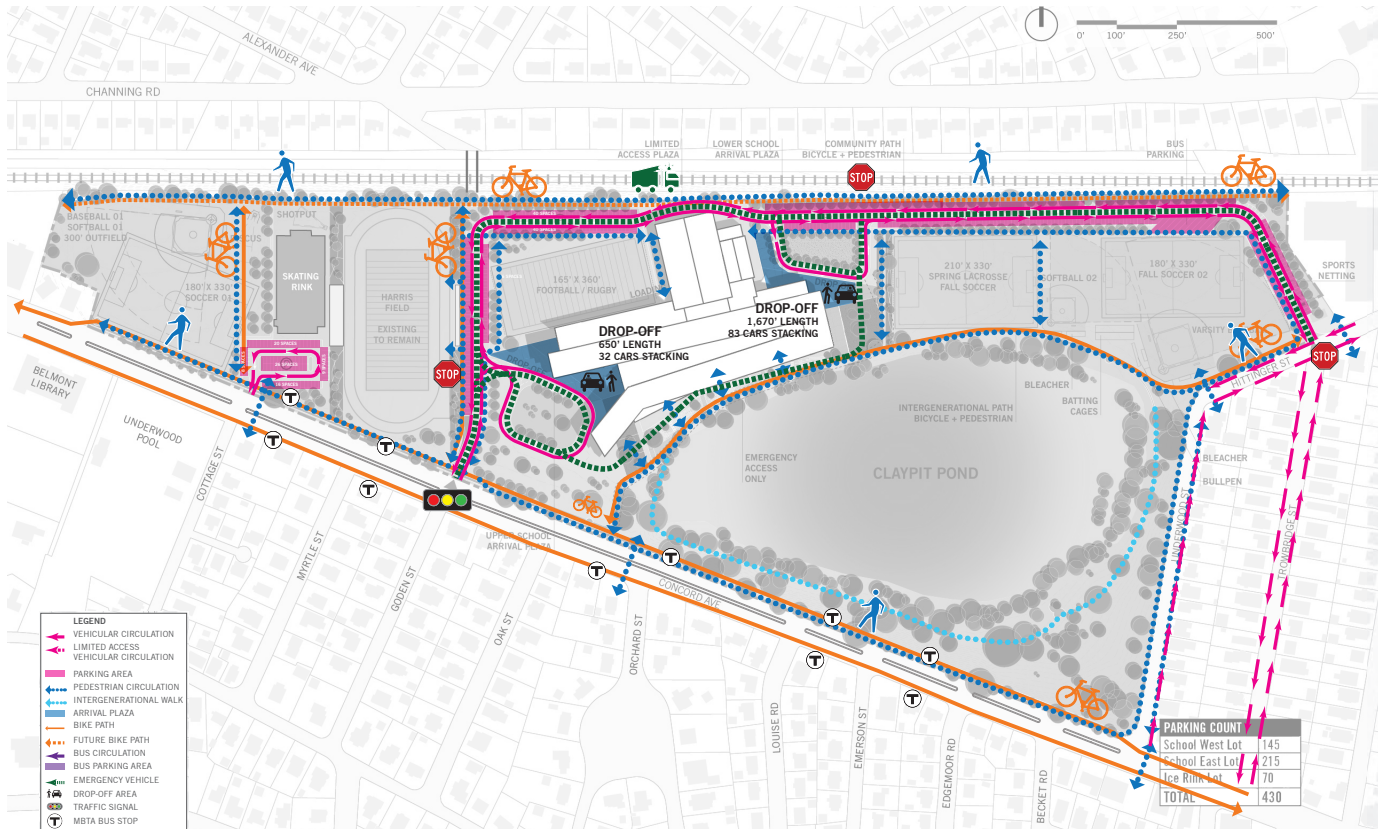 0'
100'
250'
500'
ALEXANDER AVE
CHANNING RD
LIMITED
ACCESS PLAZA
LOWER SCHOOL
ARRIVAL PLAZA
COMMUNITY PATH
BICYCLE + PEDESTRIAN
BUS
PARKING
STOP
BASEBALL 01
SOFTBALL 01
300' OUTFIELD
SHOTPUT
180' X 330'
SOCCER 01
SKATING
RINK
HARRIS
FIELD
EXISTING
TO REMAIN
165' X 360'
FOOTBALL / RUGBY
210' X 330'
SPRING LACROSSE
FALL SOCCER
SOFTBALL 02
180' X 330'
FALL SOCCER 02
SPORTS
NETTING
DROP-OFF
1,670' LENGTH
83 CARS STACKING
DROP-OFF
650' LENGTH
32 CARS STACKING
VARSITY
STOP
STOP
HITTINGER ST
20 SPACES
18 SPACES
BLEACHER
BATTING
CAGES
INTERGENERATIONAL PATH
BICYCLE + PEDESTRIAN
EMERGENCY
ACCESS
ONLY
CLAYPIT POND
BLEACHER
BULLPEN
BELMONT
LIBRARY
UNDERWOOD
POOL
COTTAGE ST
MYRTLE ST
GODEN ST
OAK ST
UPPER SCHOOL
ARRIVAL PLAZA
ORCHARD ST
CONCORD AVE
LOUISE RD
EMERSON ST
EDGEMOOR RD
BECKET RD
UNDERWOOD ST
TROWBRIDGE ST
T
T
T
T
T
T
T
T
T
T
LEGEND
VEHICULAR CIRCULATION
LIMITED ACCESS
VEHICULAR CIRCULATION
PARKING AREA
PEDESTRIAN CIRCULATION
INTERGENERATIONAL WALK
ARRIVAL PLAZA
BIKE PATH
FUTURE BIKE PATH
BUS CIRCULATION
BUS PARKING AREA
EMERGENCY VEHICLE
DROP-OFF AREA
TRAFFIC SIGNAL
T MBTA BUS STOP
PARKING COUNT
School West Lot 145
School East Lot 215
Ice Rink Lot 70
TOTAL 430